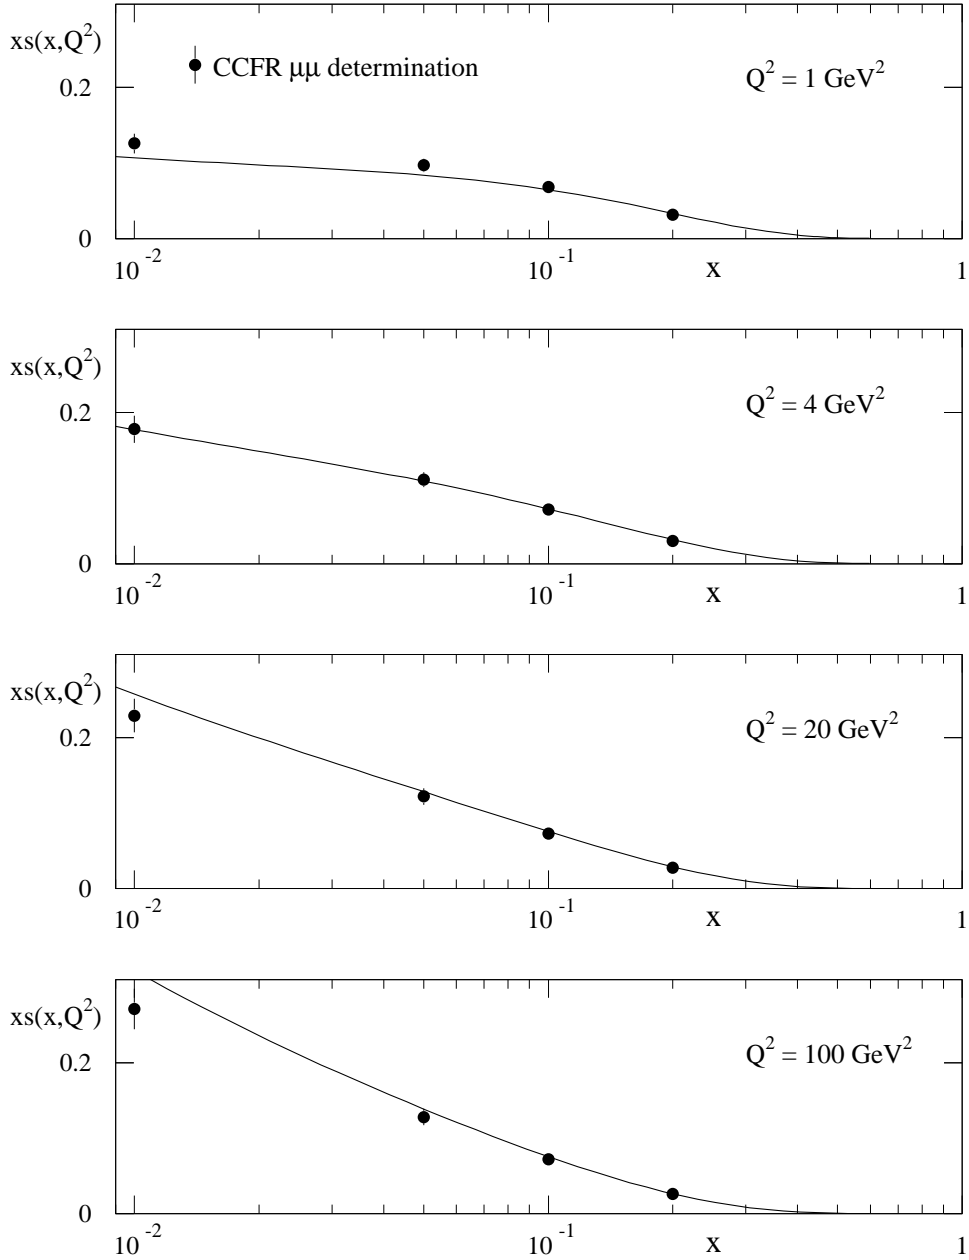 xs(x,Q²)
CCFR μμ determination
Q² = 1 GeV²
0.2
0
10⁻² 10⁻¹ x 1
xs(x,Q²)
Q² = 4 GeV²
0.2
0
10⁻² 10⁻¹ x 1
xs(x,Q²)
Q² = 20 GeV²
0.2
0
10⁻² 10⁻¹ x 1
xs(x,Q²)
Q² = 100 GeV²
0.2
0
10⁻² 10⁻¹ x 1